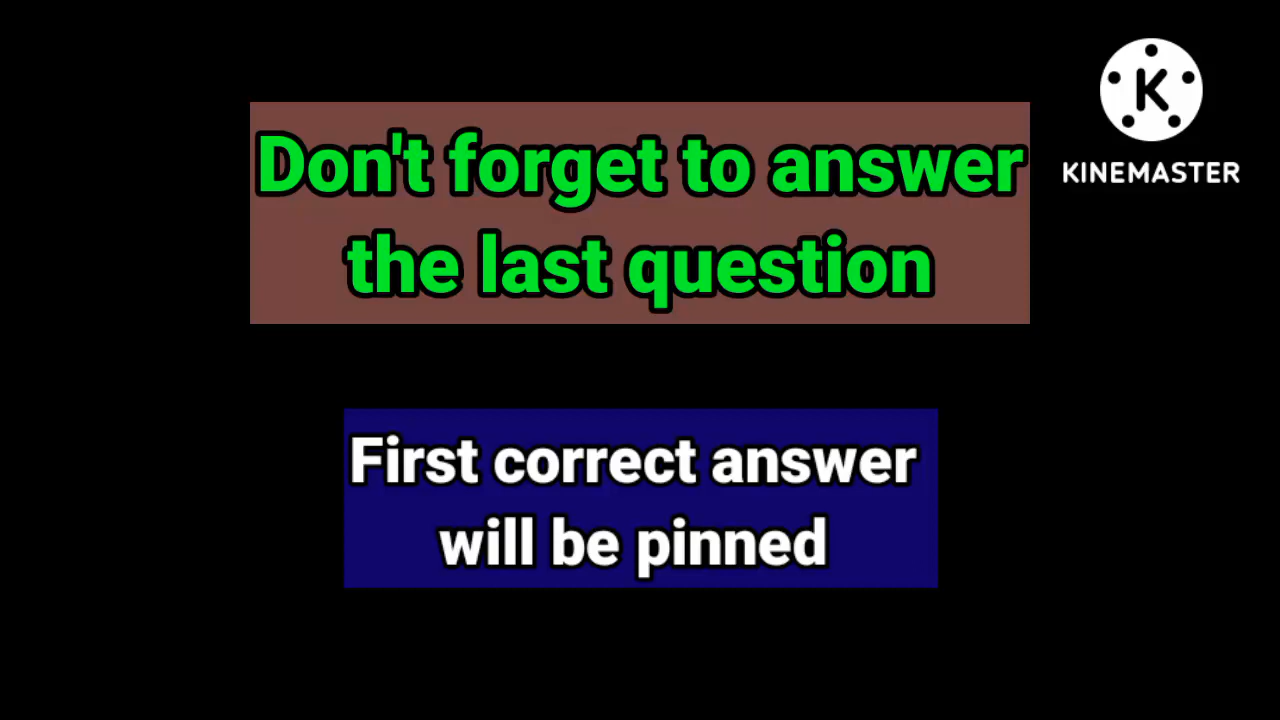 Don't forget to answer
the last question
K
KINEMASTER
First correct answer
will be pinned